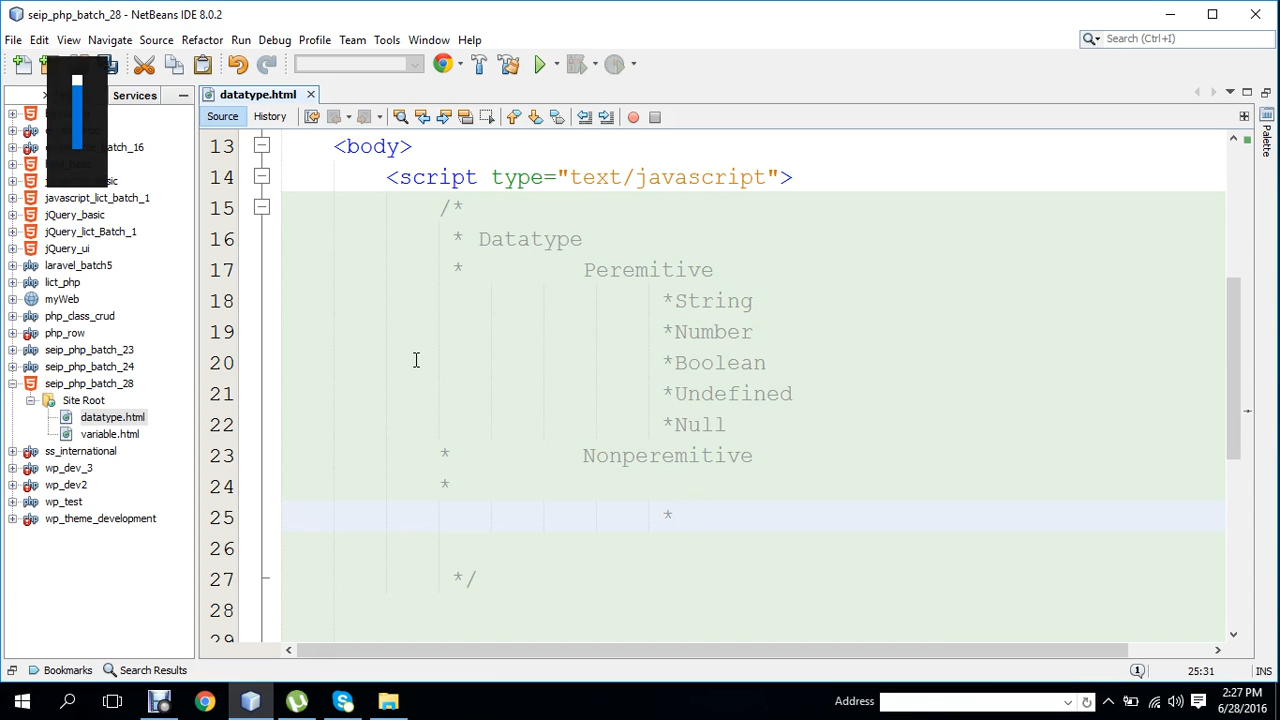 seip_php_batch_28 - NetBeans IDE 8.0.2
File Edit View Navigate Source Refactor Run Debug Profile Team Tools Window Help
Search (Ctrl+I)
Services
datatype.html
Source History
Palette
_batch_16
javascript_lict_batch_1
jQuery_basic
jQuery_lict_Batch_1
jQuery_ui
laravel_batch5
lict_php
myWeb
php_class_crud
php_row
seip_php_batch_23
seip_php_batch_24
seip_php_batch_28
Site Root
datatype.html
variable.html
ss_international
wp_dev_3
wp_dev2
wp_test
wp_theme_development
13 <body>
14 <script type="text/javascript">
15 /*
16 * Datatype
17 * Peremitive
18 *String
19 *Number
20 *Boolean
21 *Undefined
22 *Null
23 * Nonperemitive
24 *
25 *
26
27 */
28
29
Bookmarks Search Results
1 25:31 INS
Address
2:27 PM
6/28/2016